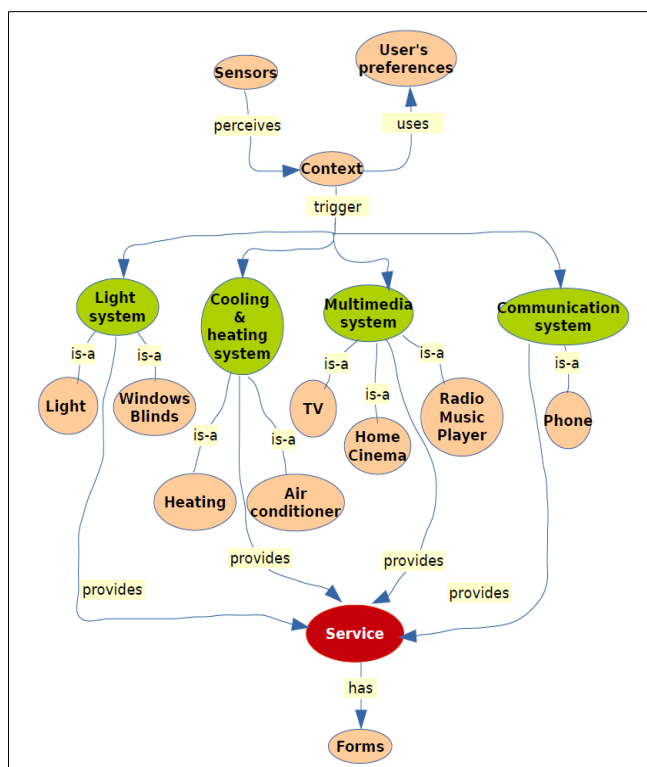 User's
preferences
Sensors
perceives
uses
Context
trigger
Light
system
Cooling
&
heating
system
Multimedia
system
Communication
system
is-a
is-a
is-a
is-a
is-a
is-a
is-a
is-a
Light
Windows
Blinds
TV
Home
Cinema
Radio
Music
Player
Phone
Heating
Air
conditioner
provides
provides
provides
provides
Service
has
Forms